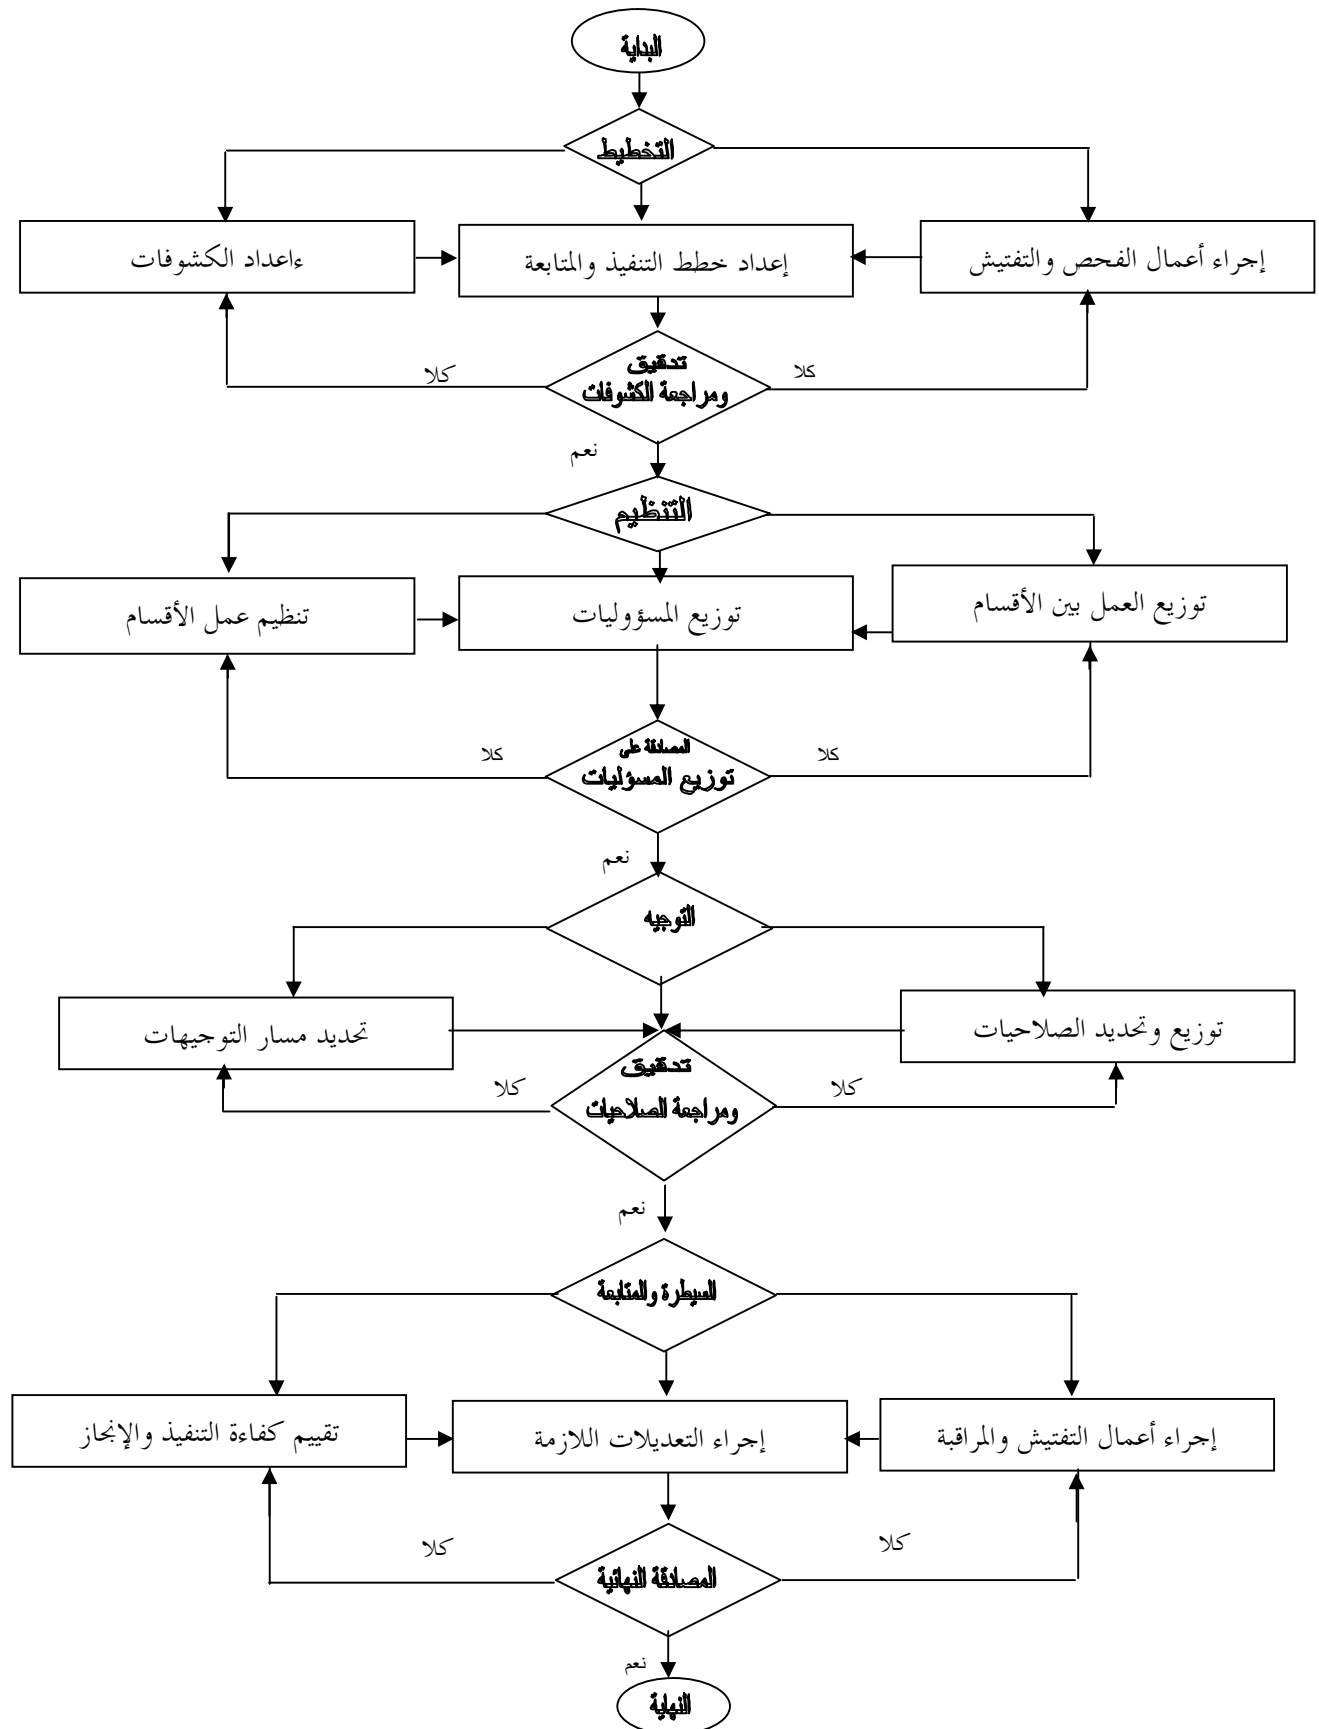 البداية
التخطيط
إجراء أعمال الفحص والتفتيش
إعداد خطط التنفيذ والمتابعة
ءاعداد الكشوفات
تدقيق
ومراجعة الكشوفات
كلا
كلا
نعم
التنظيم
توزيع العمل بين الأقسام
توزيع المسؤوليات
تنظيم عمل الأقسام
المصادقة على
توزيع المسؤليات
كلا
كلا
نعم
التوجيه
توزيع وتحديد الصلاحيات
تحديد مسار التوجيهات
تدقيق
ومراجعة الصلاحيات
كلا
كلا
نعم
السيطرة والمتابعة
إجراء أعمال التفتيش والمراقبة
إجراء التعديلات اللازمة
تقييم كفاءة التنفيذ والإنجاز
كلا
كلا
المصادقة النهائية
نعم
النهاية